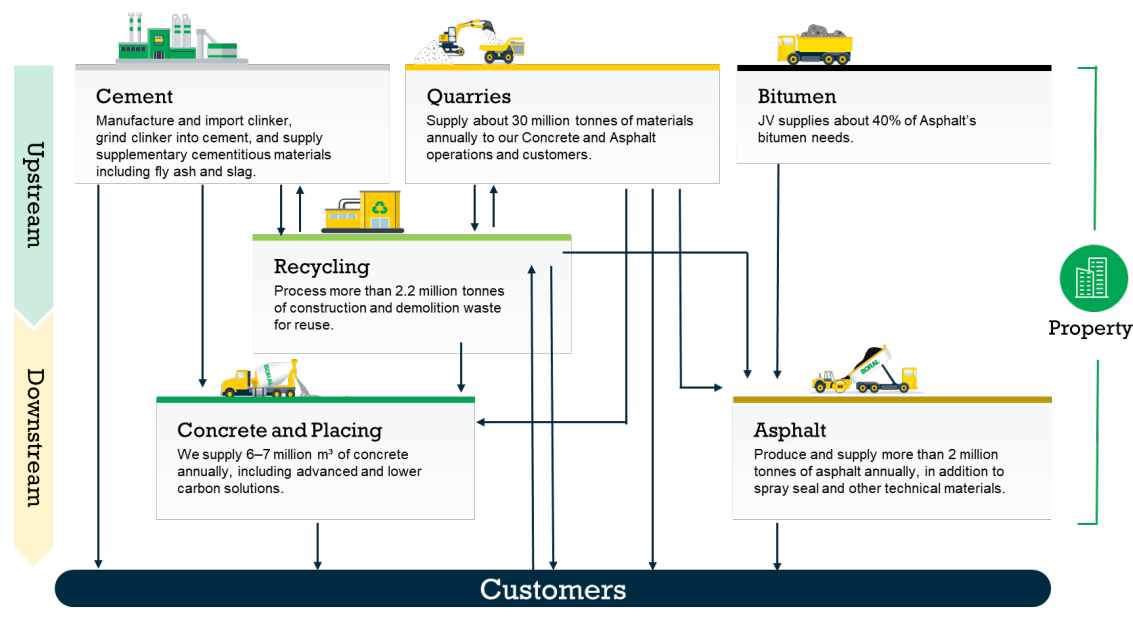 Upstream
Downstream
Cement
Manufacture and import clinker,
grind clinker into cement, and supply
supplementary cementitious materials
including fly ash and slag.
Quarries
Supply about 30 million tonnes of materials
annually to our Concrete and Asphalt
operations and customers.
Bitumen
JV supplies about 40% of Asphalt’s
bitumen needs.
Recycling
Process more than 2.2 million tonnes
of construction and demolition waste
for reuse.
Property
BORAL
Concrete and Placing
We supply 6–7 million m³ of concrete
annually, including advanced and lower
carbon solutions.
BORAL
Asphalt
Produce and supply more than 2 million
tonnes of asphalt annually, in addition to
spray seal and other technical materials.
Customers